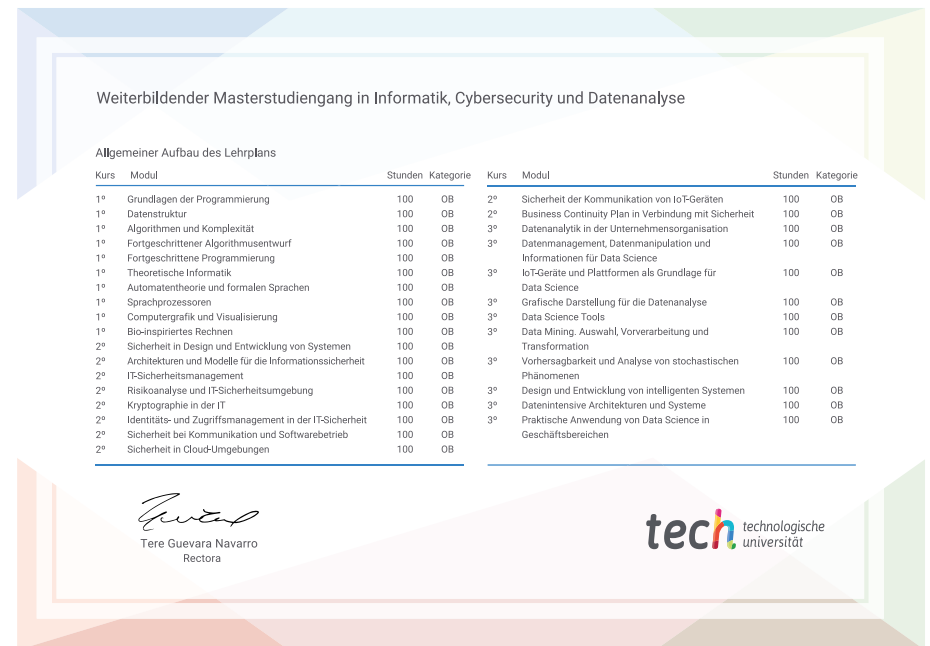 Weiterbildender Masterstudiengang in Informatik, Cybersecurity und Datenanalyse
Allgemeiner Aufbau des Lehrplans
Kurs Modul Stunden Kategorie
1º Grundlagen der Programmierung 100 OB
1º Datenstruktur 100 OB
1º Algorithmen und Komplexität 100 OB
1º Fortgeschrittener Algorithmusentwurf 100 OB
1º Fortgeschrittene Programmierung 100 OB
1º Theoretische Informatik 100 OB
1º Automatentheorie und formalen Sprachen 100 OB
1º Sprachprozessoren 100 OB
1º Computergrafik und Visualisierung 100 OB
1º Bio-inspiriertes Rechnen 100 OB
2º Sicherheit in Design und Entwicklung von Systemen 100 OB
2º Architekturen und Modelle für die Informationssicherheit 100 OB
2º IT-Sicherheitsmanagement 100 OB
2º Risikoanalyse und IT-Sicherheitsumgebung 100 OB
2º Kryptographie in der IT 100 OB
2º Identitäts- und Zugriffsmanagement in der IT-Sicherheit 100 OB
2º Sicherheit bei Kommunikation und Softwarebetrieb 100 OB
2º Sicherheit in Cloud-Umgebungen 100 OB
Kurs Modul Stunden Kategorie
2º Sicherheit der Kommunikation von IoT-Geräten 100 OB
2º Business Continuity Plan in Verbindung mit Sicherheit 100 OB
3º Datenanalytik in der Unternehmensorganisation 100 OB
3º Datenmanagement, Datenmanipulation und 100 OB
Informationen für Data Science
3º IoT-Geräte und Plattformen als Grundlage für 100 OB
Data Science
3º Grafische Darstellung für die Datenanalyse 100 OB
3º Data Science Tools 100 OB
3º Data Mining. Auswahl, Vorverarbeitung und 100 OB
Transformation
3º Vorhersagbarkeit und Analyse von stochastischen 100 OB
Phänomenen
3º Design und Entwicklung von intelligenten Systemen 100 OB
3º Datenintensive Architekturen und Systeme 100 OB
3º Praktische Anwendung von Data Science in 100 OB
Geschäftsbereichen
Tere Guevara Navarro
Rectora
tech technologische
universität